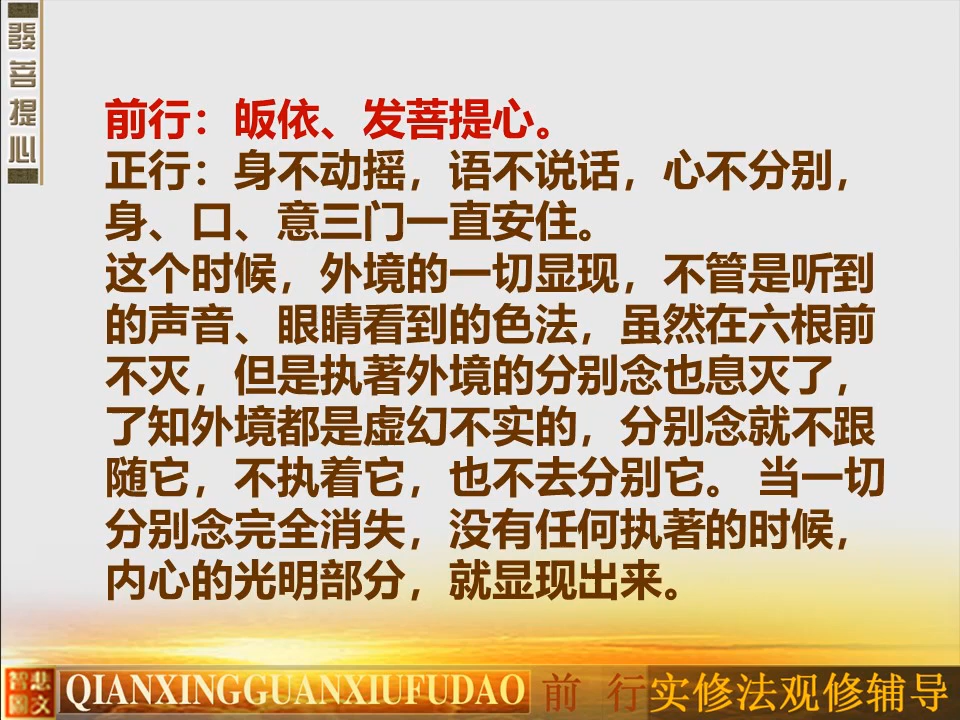 發菩提心
前行：皈依、发菩提心。
正行：身不动摇，语不说话，心不分别，
身、口、意三门一直安住。
这个时候，外境的一切显现，不管是听到
的声音、眼睛看到的色法，虽然在六根前
不灭，但是执著外境的分别念也息灭了，
了知外境都是虚幻不实的，分别念就不跟
随它，不执着它，也不去分别它。 当一切
分别念完全消失，没有任何执著的时候，
内心的光明部分，就显现出来。
QIANXINGGUANXIUFUDAO 前 行 实修法观修辅导